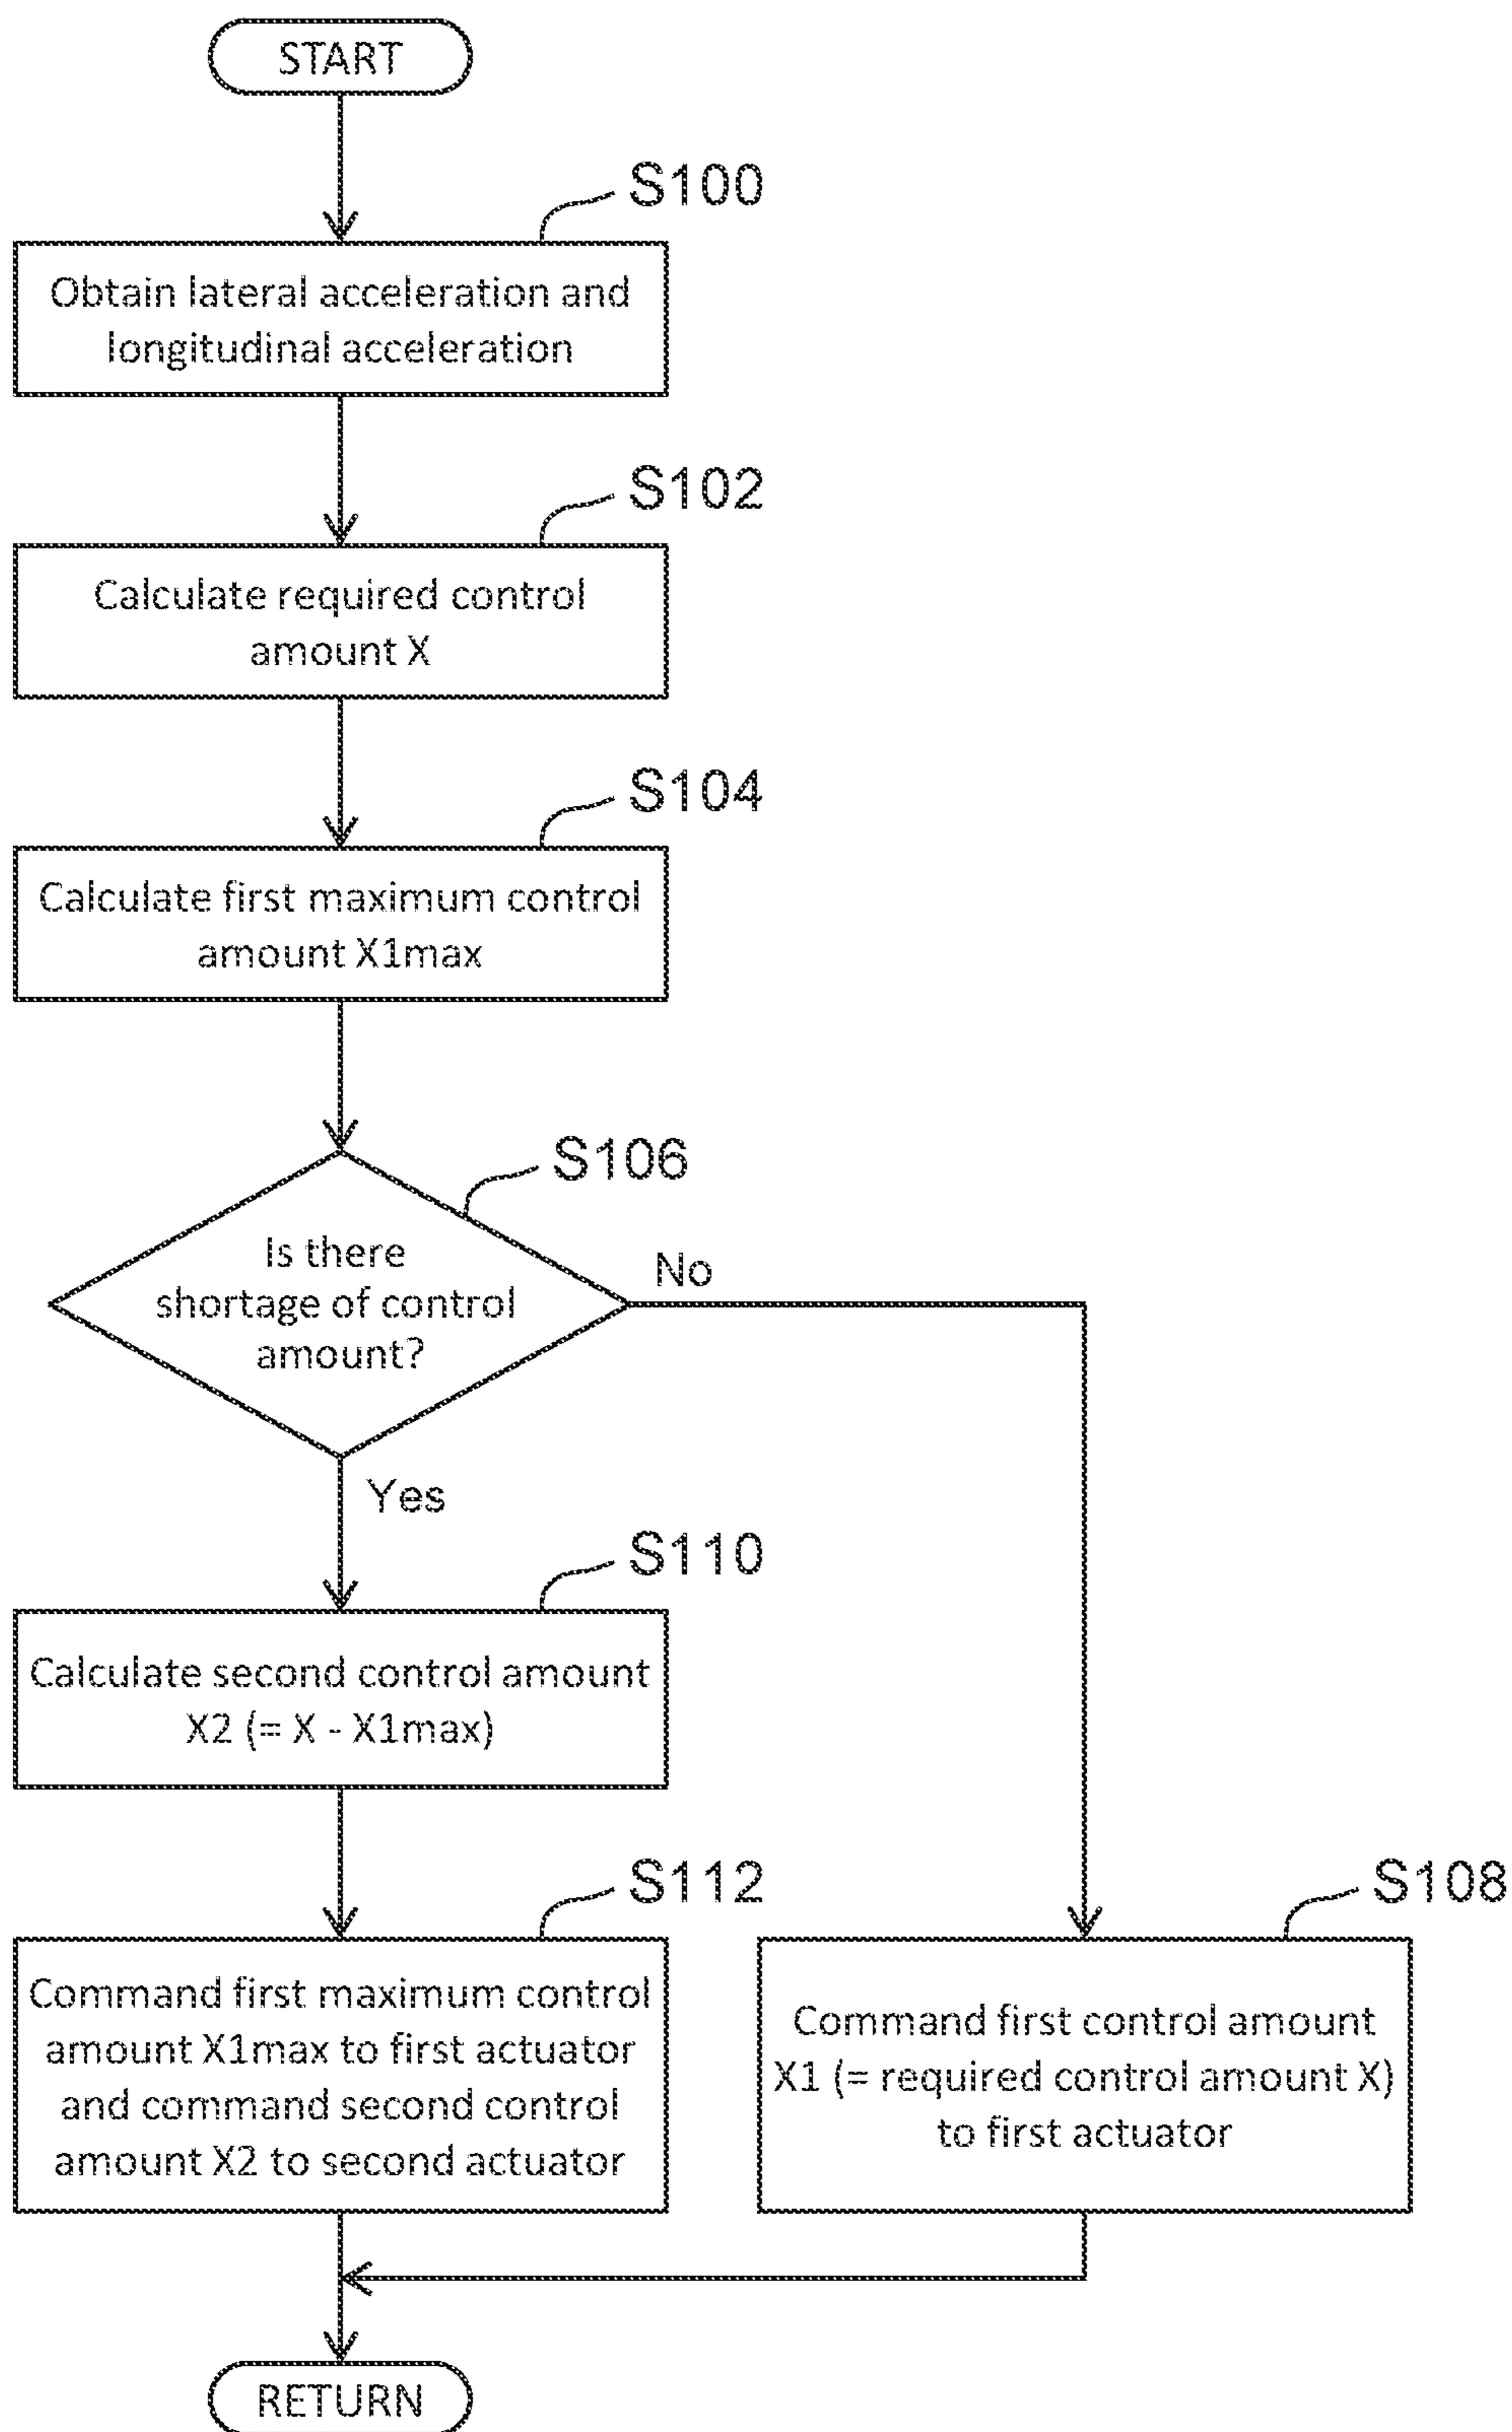 START
S100
Obtain lateral acceleration and
longitudinal acceleration
S102
Calculate required control
amount X
S104
Calculate first maximum control
amount X1max
S106
Is there
shortage of control
amount?
No
Yes
S110
Calculate second control amount
X2 (= X - X1max)
S112
Command first maximum control
amount X1max to first actuator
and command second control
amount X2 to second actuator
S108
Command first control amount
X1 (= required control amount X)
to first actuator
RETURN